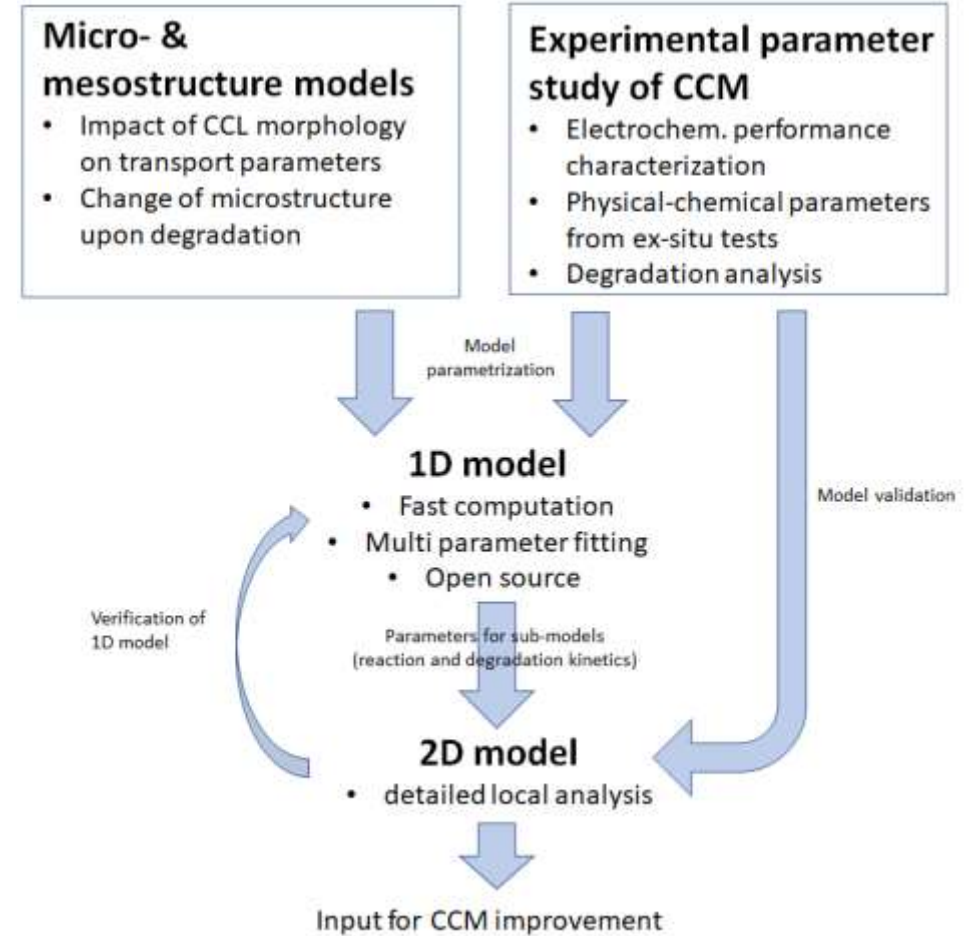 Micro- &
mesostructure models
• Impact of CCL morphology
on transport parameters
• Change of microstructure
upon degradation
Experimental parameter
study of CCM
• Electrochem. performance
characterization
• Physical-chemical parameters
from ex-situ tests
• Degradation analysis
Model
parametrization
1D model
• Fast computation
• Multi parameter fitting
• Open source
Model validation
Verification of
1D model
Parameters for sub-models
(reaction and degradation kinetics)
2D model
• detailed local analysis
Input for CCM improvement